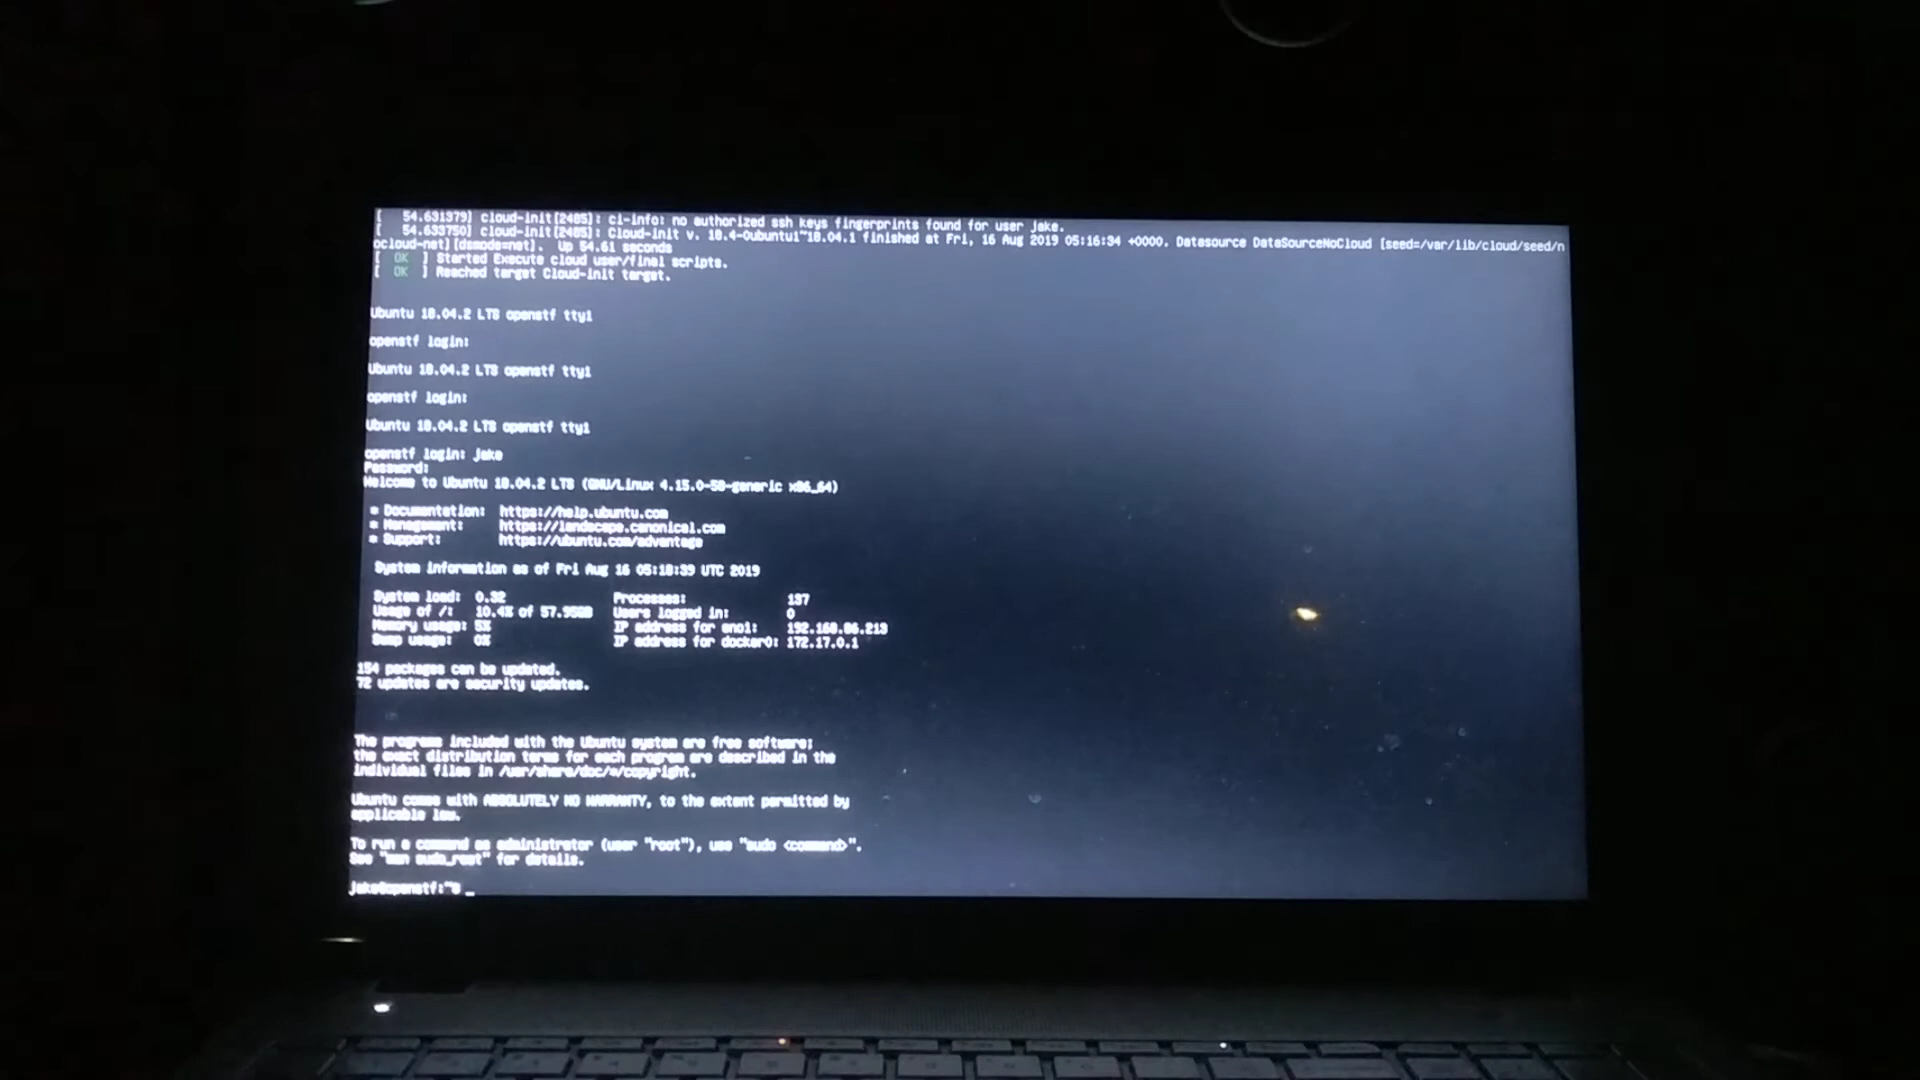 [   54.631379] cloud-init[2485]: ci-info: no authorized ssh keys fingerprints found for user jake.
[   54.633750] cloud-init[2485]: Cloud-init v. 18.4-0ubuntu1~18.04.1 finished at Fri, 16 Aug 2019 05:16:34 +0000. Datasource DataSourceNoCloud [seed=/var/lib/cloud/seed/n
ocloud-net][dsmode=net].  Up 54.61 seconds
[  OK  ] Started Execute cloud user/final scripts.
[  OK  ] Reached target Cloud-init target.
Ubuntu 18.04.2 LTS openstf tty1
openstf login:
Ubuntu 18.04.2 LTS openstf tty1
openstf login:
Ubuntu 18.04.2 LTS openstf tty1
openstf login: jake
Password:
Welcome to Ubuntu 18.04.2 LTS (GNU/Linux 4.15.0-58-generic x86_64)
* Documentation:  https://help.ubuntu.com
* Management:     https://landscape.canonical.com
* Support:        https://ubuntu.com/advantage
System information as of Fri Aug 16 05:18:39 UTC 2019
System load:  0.32               Processes:              137
Usage of /:   10.4% of 57.95GB   Users logged in:        0
Memory usage: 5%                 IP address for eno1:    192.168.86.213
Swap usage:   0%                 IP address for docker0: 172.17.0.1
154 packages can be updated.
72 updates are security updates.
The programs included with the Ubuntu system are free software;
the exact distribution terms for each program are described in the
individual files in /usr/share/doc/*/copyright.
Ubuntu comes with ABSOLUTELY NO WARRANTY, to the extent permitted by
applicable law.
To run a command as administrator (user "root"), use "sudo <command>".
See "man sudo_root" for details.
jake@openstf:~$ _